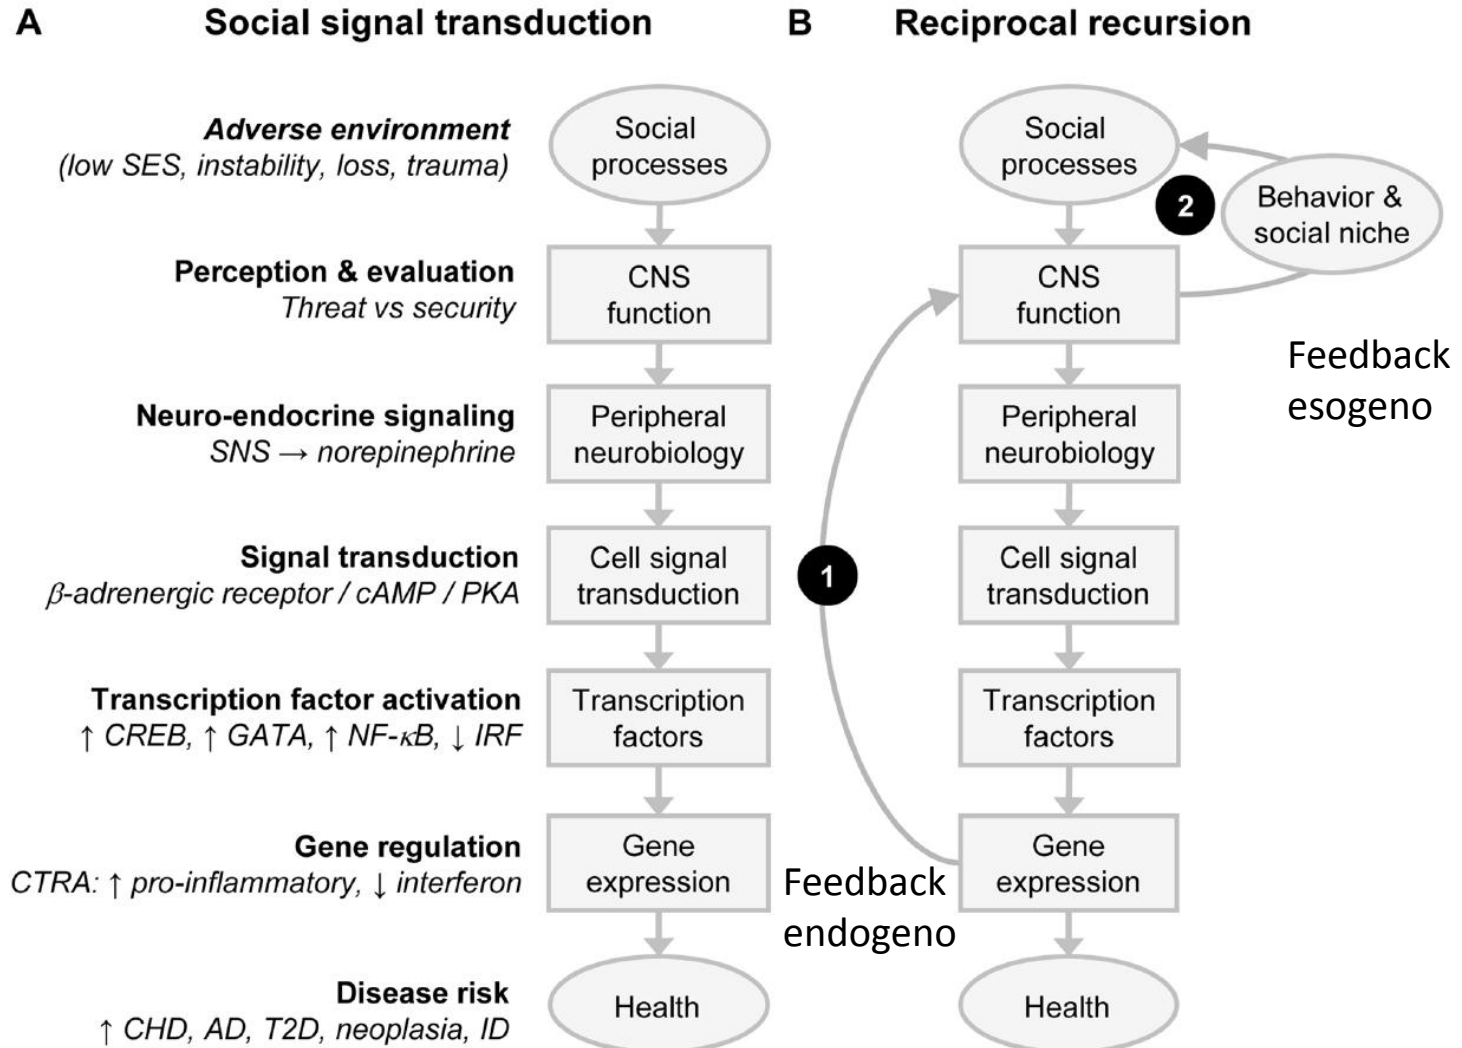 A
Social signal transduction
Adverse environment
(low SES, instability, loss, trauma)
Social
processes
Perception & evaluation
Threat vs security
CNS
function
Neuro-endocrine signaling
SNS → norepinephrine
Peripheral
neurobiology
Signal transduction
β-adrenergic receptor / cAMP / PKA
Cell signal
transduction
Transcription factor activation
↑ CREB, ↑ GATA, ↑ NF-κB, ↓ IRF
Transcription
factors
Gene regulation
CTRA: ↑ pro-inflammatory, ↓ interferon
Gene
expression
Disease risk
↑ CHD, AD, T2D, neoplasia, ID
Health
B
Reciprocal recursion
Social
processes
2
Behavior &
social niche
CNS
function
Feedback
esogeno
Peripheral
neurobiology
1
Cell signal
transduction
Transcription
factors
Gene
expression
Feedback
endogeno
Health